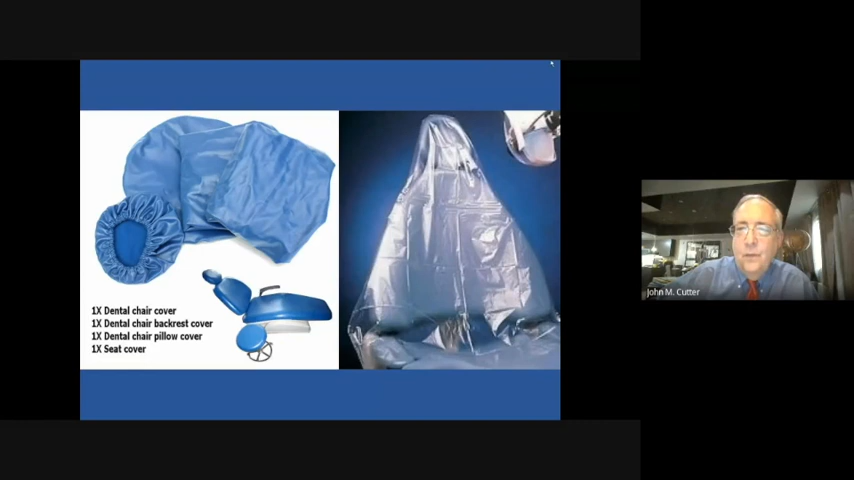 1X Dental chair cover
1X Dental chair backrest cover
1X Dental chair pillow cover
1X Seat cover
John M. Cutter